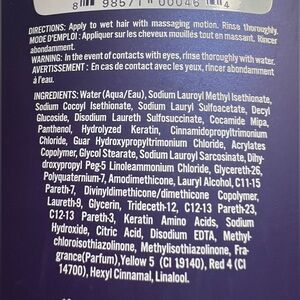 8 98571 00046 4
DIRECTIONS: Apply to wet hair with massaging motion. Rinse thoroughly.
MODE D'EMPLOI: Appliquer sur les cheveux mouillés tout en massant. Rincer
abondamment.
WARNING: In the event of contacts with eyes, rinse thoroughly with water.
AVERTISSEMENT : En cas de contact avec les yeux, rincer abondamment
à l'eau.
INGREDIENTS: Water(Aqua/Eau), Sodium Lauroyl Methyl Isethionate,
Sodium Cocoyl Isethionate, Sodium Lauryl Sulfoacetate, Decyl
Glucoside, Disodium Laureth Sulfosuccinate, Cocamide Mipa,
Panthenol, Hydrolyzed Keratin, Cinnamidopropyltrimonium
Chloride, Guar Hydroxypropyltrimonium Chloride, Acrylates
Copolymer, Glycol Stearate, Sodium Lauroyl Sarcosinate, Dihy-
droxypropyl Peg-5 Linoleammonium Chloride, Glycereth-26,
Polyquaternium-7, Amodimethicone, Lauryl Alcohol, C11-15
Pareth-7, Divinyldimethicone/dimethicone Copolymer,
Laureth-9, Glycerin, Trideceth-12, C12-13 Pareth-23,
C12-13 Pareth-3, Keratin Amino Acids, Sodium
Hydroxide, Citric Acid, Disodium EDTA, Methyl-
chloroisothiazolinone, Methylisothiazolinone, Fra-
grance(Parfum),Yellow 5 (CI 19140), Red 4 (CI
14700), Hexyl Cinnamal, Linalool.